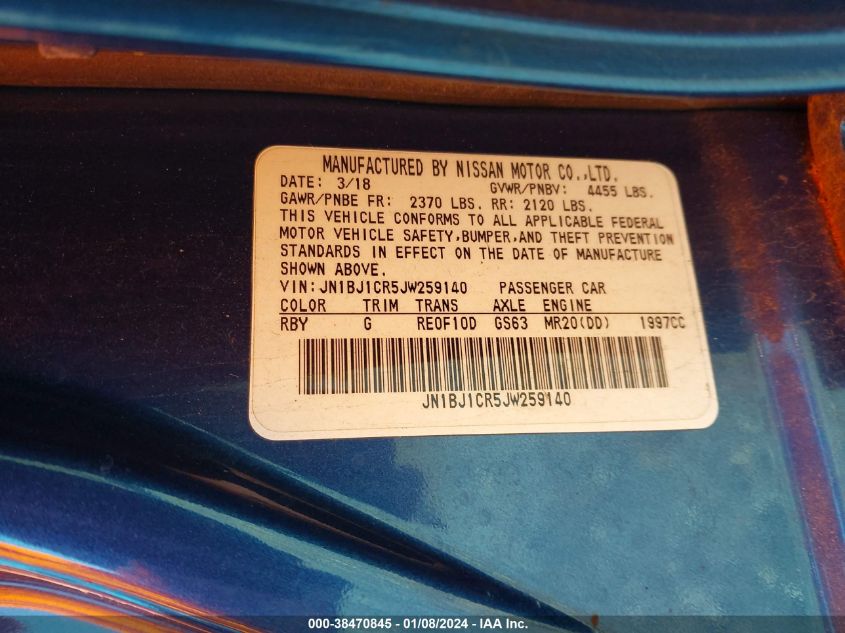 MANUFACTURED BY NISSAN MOTOR CO.,LTD.
DATE: 3/18 GVWR/PNBV: 4455 LBS.
GAWR/PNBE FR: 2370 LBS. RR: 2120 LBS.
THIS VEHICLE CONFORMS TO ALL APPLICABLE FEDERAL
MOTOR VEHICLE SAFETY,BUMPER,AND THEFT PREVENTION
STANDARDS IN EFFECT ON THE DATE OF MANUFACTURE
SHOWN ABOVE.
VIN:JN1BJ1CR5JW259140 PASSENGER CAR
COLOR TRIM TRANS AXLE ENGINE
RBY G RE0F10D GS63 MR20(DD) 1997CC
JN1BJ1CR5JW259140
000-38470845 - 01/08/2024 - IAA Inc.